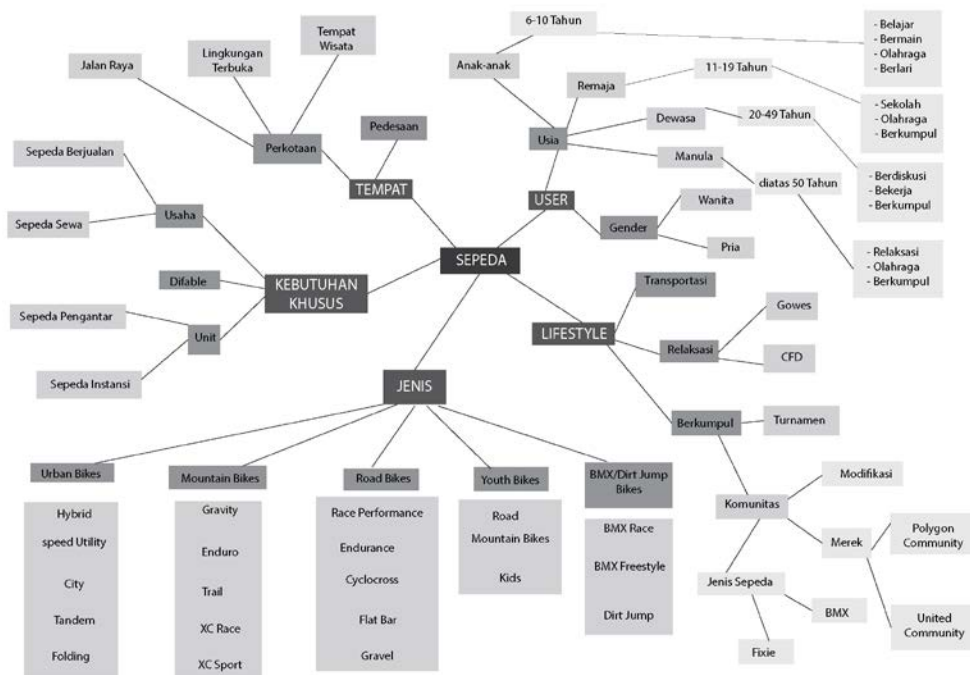 6-10 Tahun
- Belajar
- Bermain
- Olahraga
- Berlari
Tempat
Wisata
Lingkungan
Terbuka
Jalan Raya
Anak-anak
Remaja
11-19 Tahun
- Sekolah
- Olahraga
- Berkumpul
Pedesaan
Perkotaan
Usia
Dewasa
20-49 Tahun
Sepeda Berjualan
Manula
diatas 50 Tahun
- Berdiskusi
- Bekerja
- Berkumpul
TEMPAT
USER
Wanita
Usaha
Sepeda Sewa
Gender
Pria
- Relaksasi
- Olahraga
- Berkumpul
SEPEDA
Difable
KEBUTUHAN
KHUSUS
Transportasi
Gowes
Sepeda Pengantar
Unit
LIFESTYLE
Relaksasi
CFD
Sepeda Instansi
JENIS
Berkumpul
Turnamen
Urban Bikes
Hybrid
speed Utility
City
Tandem
Folding
Mountain Bikes
Gravity
Enduro
Trail
XC Race
XC Sport
Road Bikes
Race Performance
Endurance
Cyclocross
Flat Bar
Gravel
Youth Bikes
Road
Mountain Bikes
Kids
BMX/Dirt Jump
Bikes
BMX Race
BMX Freestyle
Dirt Jump
Modifikasi
Komunitas
Merek
Polygon
Community
Jenis Sepeda
BMX
United
Community
Fixie